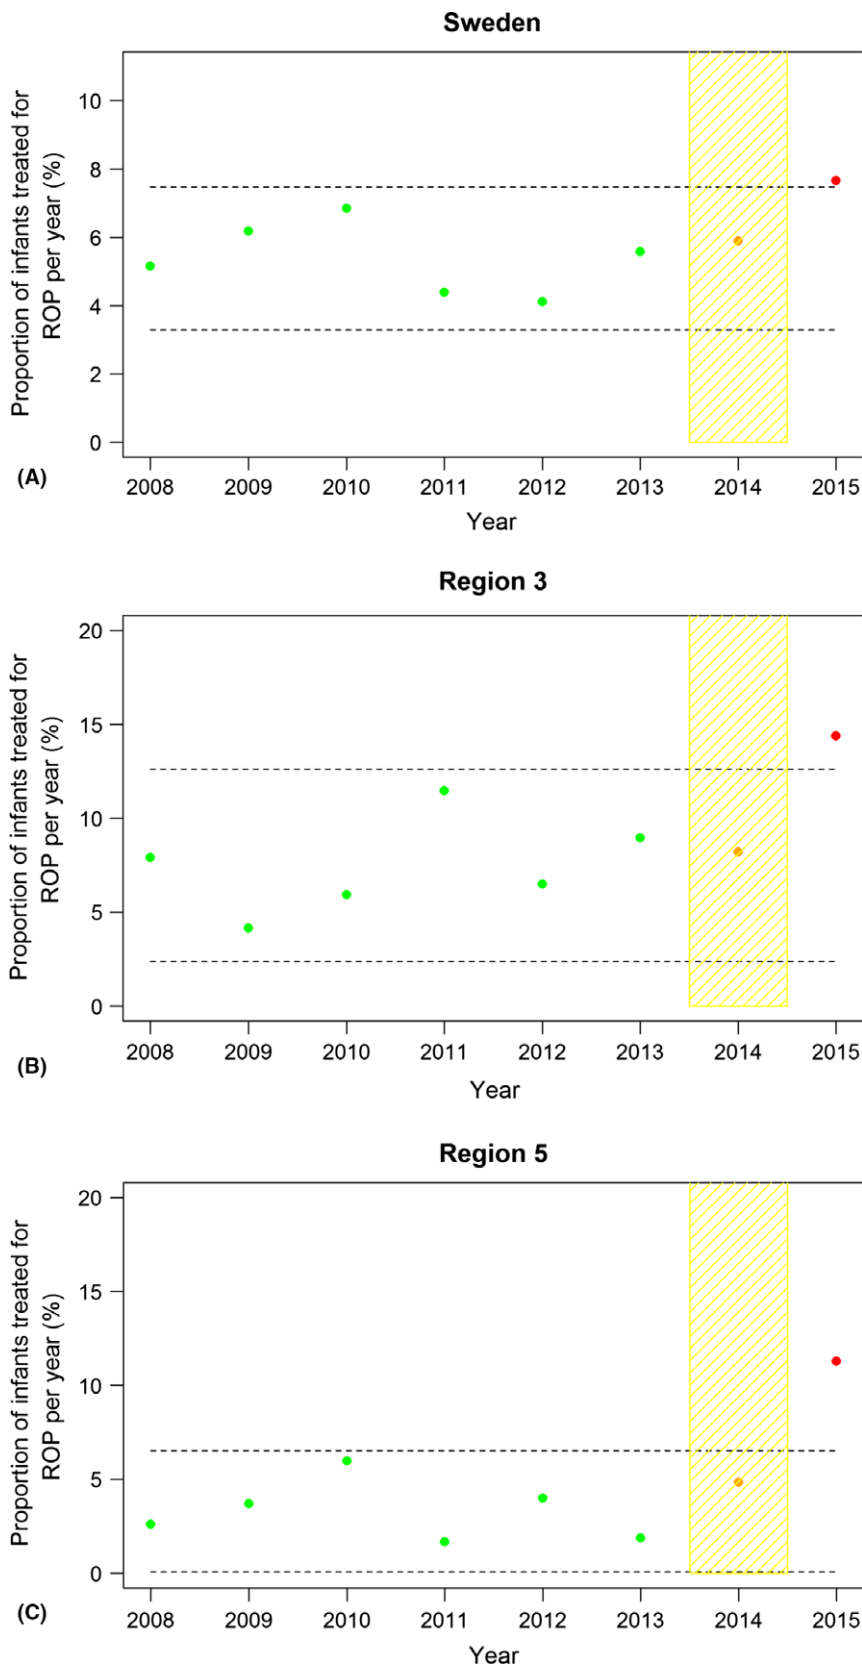 Sweden
Proportion of infants treated for
ROP per year (%)
10
8
6
4
2
0
(A)
2008 2009 2010 2011 2012 2013 2014 2015
Year
Region 3
Proportion of infants treated for
ROP per year (%)
20
15
10
5
0
(B)
2008 2009 2010 2011 2012 2013 2014 2015
Year
Region 5
Proportion of infants treated for
ROP per year (%)
20
15
10
5
0
(C)
2008 2009 2010 2011 2012 2013 2014 2015
Year